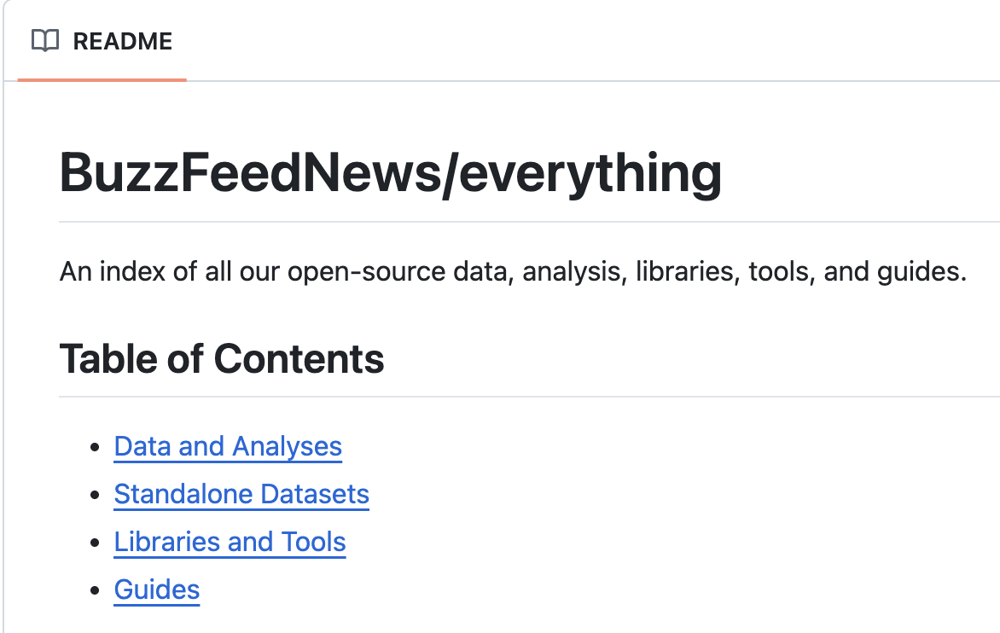 README
BuzzFeedNews/everything
An index of all our open-source data, analysis, libraries, tools, and guides.
Table of Contents
Data and Analyses
Standalone Datasets
Libraries and Tools
Guides